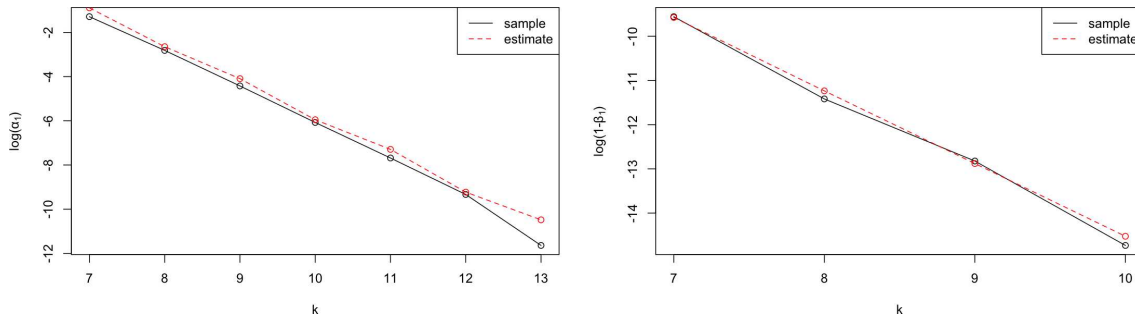 -2
-4
-6
-8
-10
-12
log(α₁)
7 8 9 10 11 12 13
k
sample
estimate
-10
-11
-12
-13
-14
log(1-β₁)
7 8 9 10
k
sample
estimate